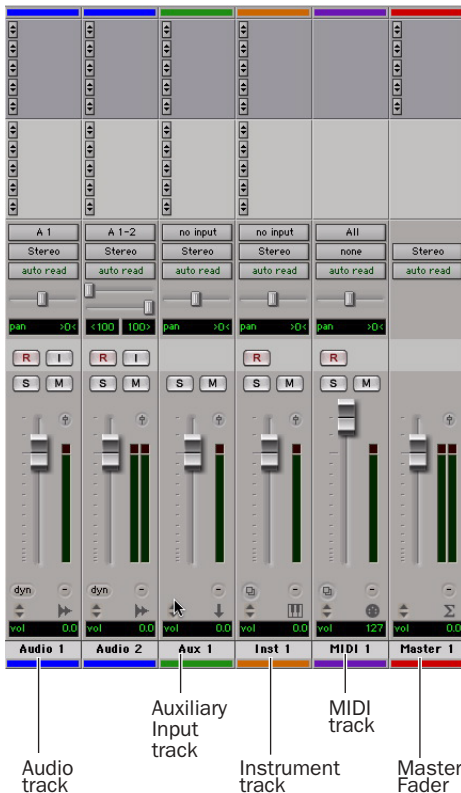 A 1 A 1-2 no input no input All
Stereo Stereo Stereo Stereo none Stereo
auto read auto read auto read auto read auto read auto read
pan >0< <100 100> pan >0< pan >0< pan >0<
R I R I R R
S M S M S M S M S M
dyn dyn
vol 0.0 vol 0.0 vol 0.0 vol 0.0 vol 127 vol 0.0
Audio 1 Audio 2 Aux 1 Inst 1 MIDI 1 Master 1
Auxiliary
Input
track
MIDI
track
Audio
track
Instrument
track
Master
Fader